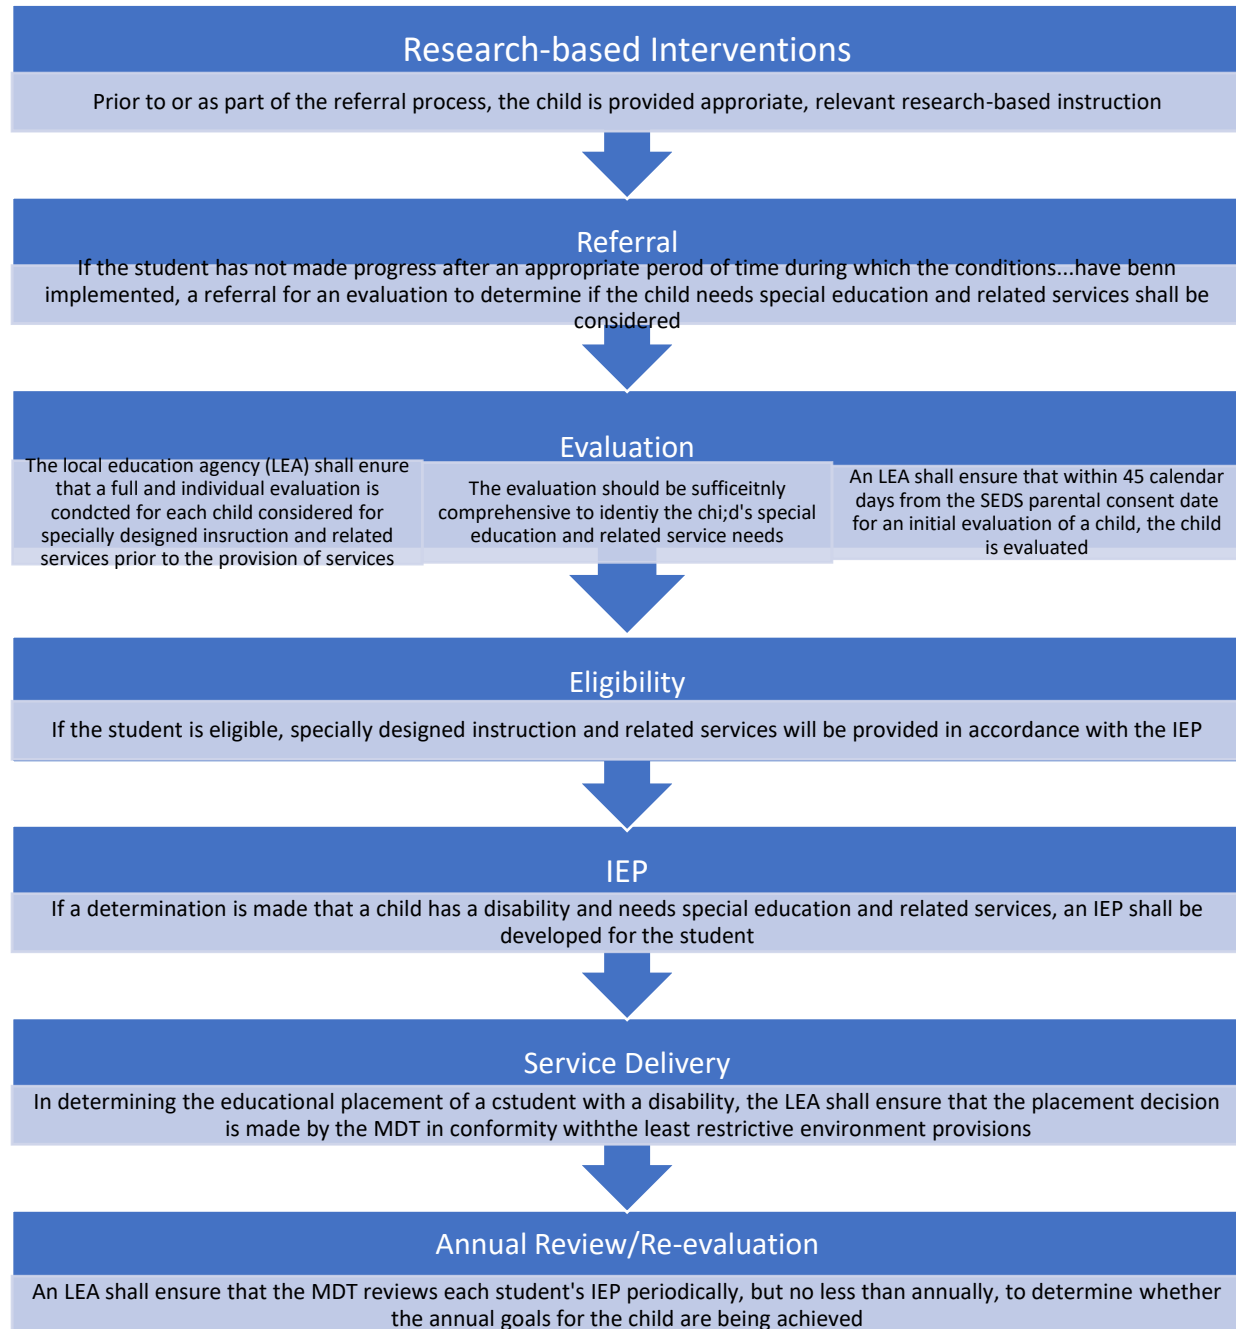 Research-based Interventions
Prior to or as part of the referral process, the child is provided approriate, relevant research-based instruction
Referral
If the student has not made progress after an appropriate perod of time during which the conditions...have benn
implemented, a referral for an evaluation to determine if the child needs special education and related services shall be
considered
Evaluation
The local education agency (LEA) shall enure
that a full and individual evaluation is
condcted for each child considered for
specially designed insruction and related
services prior to the provision of services
The evaluation should be sufficeitnly
comprehensive to identiy the chi;d's special
education and related service needs
An LEA shall ensure that within 45 calendar
days from the SEDS parental consent date
for an initial evaluation of a child, the child
is evaluated
Eligibility
If the student is eligible, specially designed instruction and related services will be provided in accordance with the IEP
IEP
If a determination is made that a child has a disability and needs special education and related services, an IEP shall be
developed for the student
Service Delivery
In determining the educational placement of a cstudent with a disability, the LEA shall ensure that the placement decision
is made by the MDT in conformity withthe least restrictive environment provisions
Annual Review/Re-evaluation
An LEA shall ensure that the MDT reviews each student's IEP periodically, but no less than annually, to determine whether
the annual goals for the child are being achieved